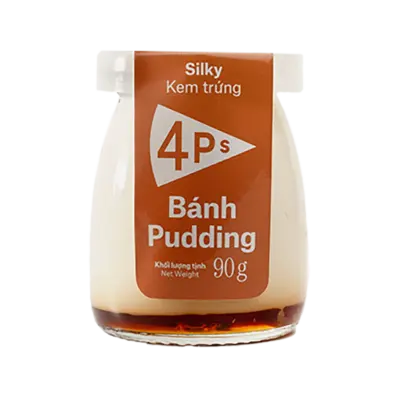 Silky
Kem trứng
4Ps
Bánh
Pudding
Khối lượng tịnh
Net Weight
90g